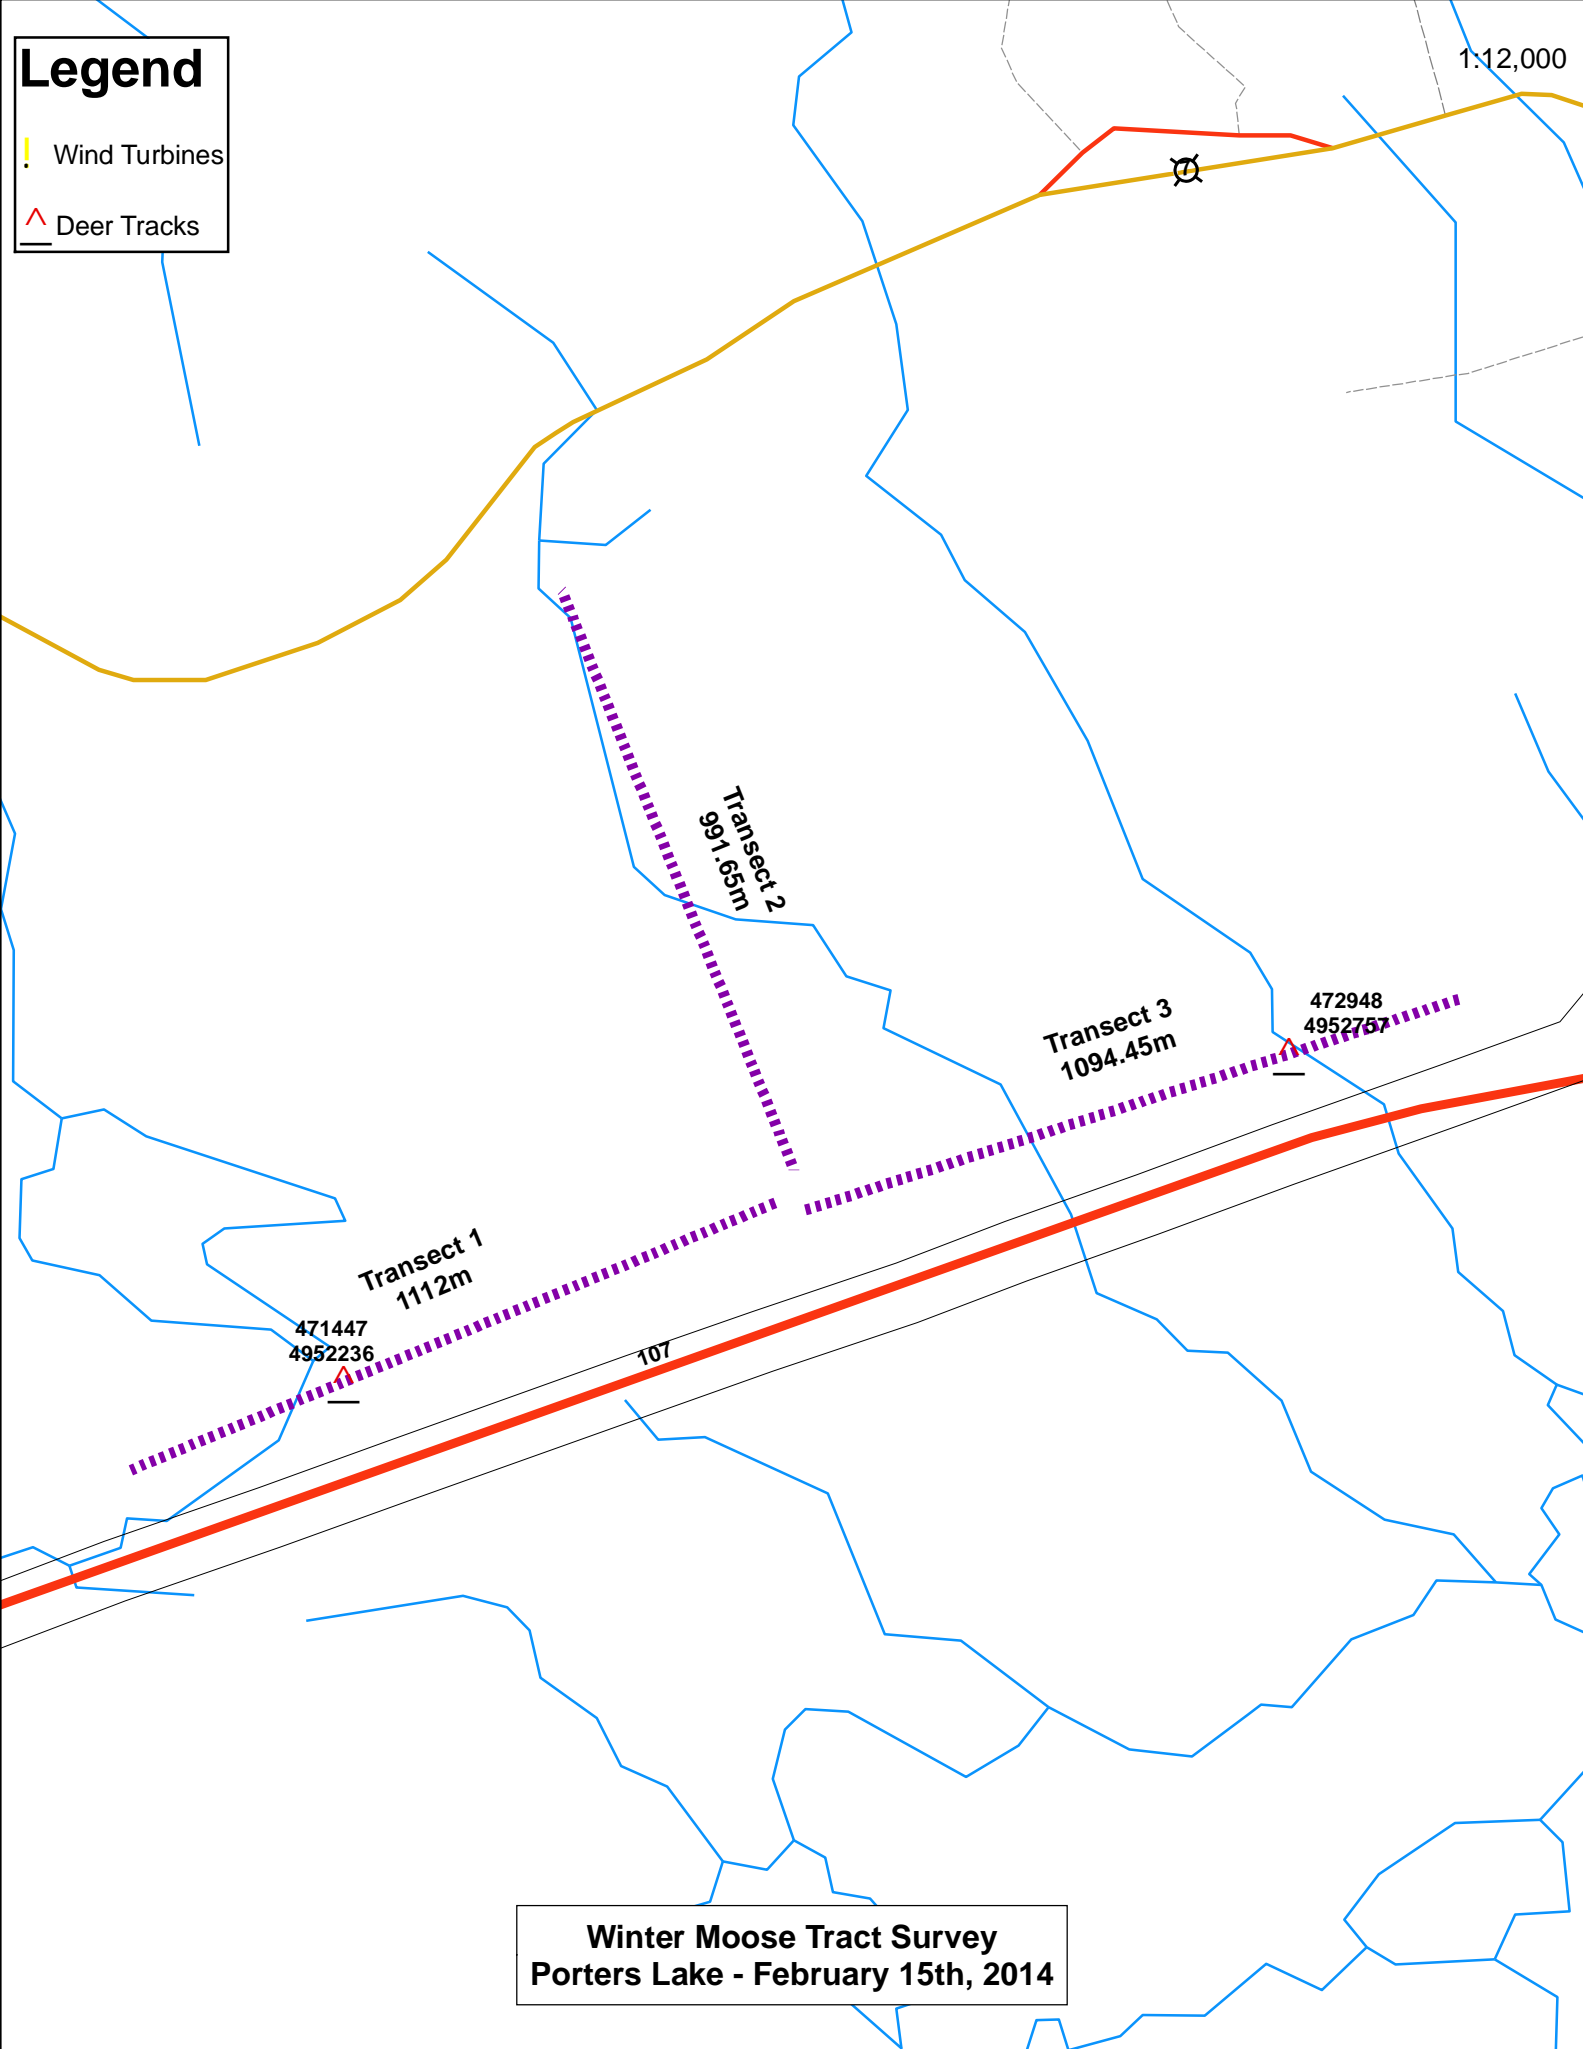 Legend
Wind Turbines
Deer Tracks
1:12,000
7
Transect 2
991.65m
472948
4952757
Transect 3
1094.45m
Transect 1
1112m
471447
4952236
107
Winter Moose Tract Survey
Porters Lake - February 15th, 2014